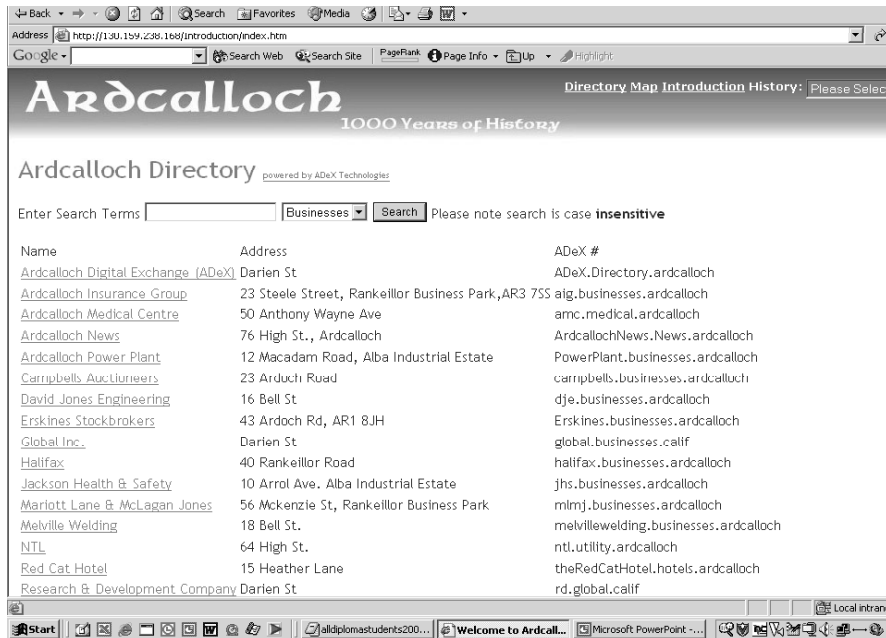 Back Search Favorites Media
Address http://130.159.238.168/Introduction/index.htm
Google Search Web Search Site PageRank Page Info Up Highlight
Ardcalloch
Directory Map Introduction History: Please Selec
1000 Years of History
Ardcalloch Directory powered by ADeX Technologies
Enter Search Terms Businesses Search Please note search is case insensitive
Name Address ADeX #
Ardcalloch Digital Exchange (ADeX) Darien St ADeX.Directory.ardcalloch
Ardcalloch Insurance Group 23 Steele Street, Rankeillor Business Park,AR3 7SS aig.businesses.ardcalloch
Ardcalloch Medical Centre 50 Anthony Wayne Ave amc.medical.ardcalloch
Ardcalloch News 76 High St., Ardcalloch ArdcallochNews.News.ardcalloch
Ardcalloch Power Plant 12 Macadam Road, Alba Industrial Estate PowerPlant.businesses.ardcalloch
Campbells Auctioneers 23 Ardoch Road campbells.businesses.ardcalloch
David Jones Engineering 16 Bell St dje.businesses.ardcalloch
Erskines Stockbrokers 43 Ardoch Rd, AR1 8JH Erskines.businesses.ardcalloch
Global Inc. Darien St global.businesses.calif
Halifax 40 Rankeillor Road halifax.businesses.ardcalloch
Jackson Health & Safety 10 Arrol Ave. Alba Industrial Estate jhs.businesses.ardcalloch
Mariott Lane & McLagan Jones 56 Mckenzie St, Rankeillor Business Park mlmj.businesses.ardcalloch
Melville Welding 18 Bell St. melvillewelding.businesses.ardcalloch
NTL 64 High St. ntl.utility.ardcalloch
Red Cat Hotel 15 Heather Lane theRedCatHotel.hotels.ardcalloch
Research & Development Company Darien St rd.global.calif
Local intran
Start alldiplomastudents200... Welcome to Ardcall... Microsoft PowerPoint -...